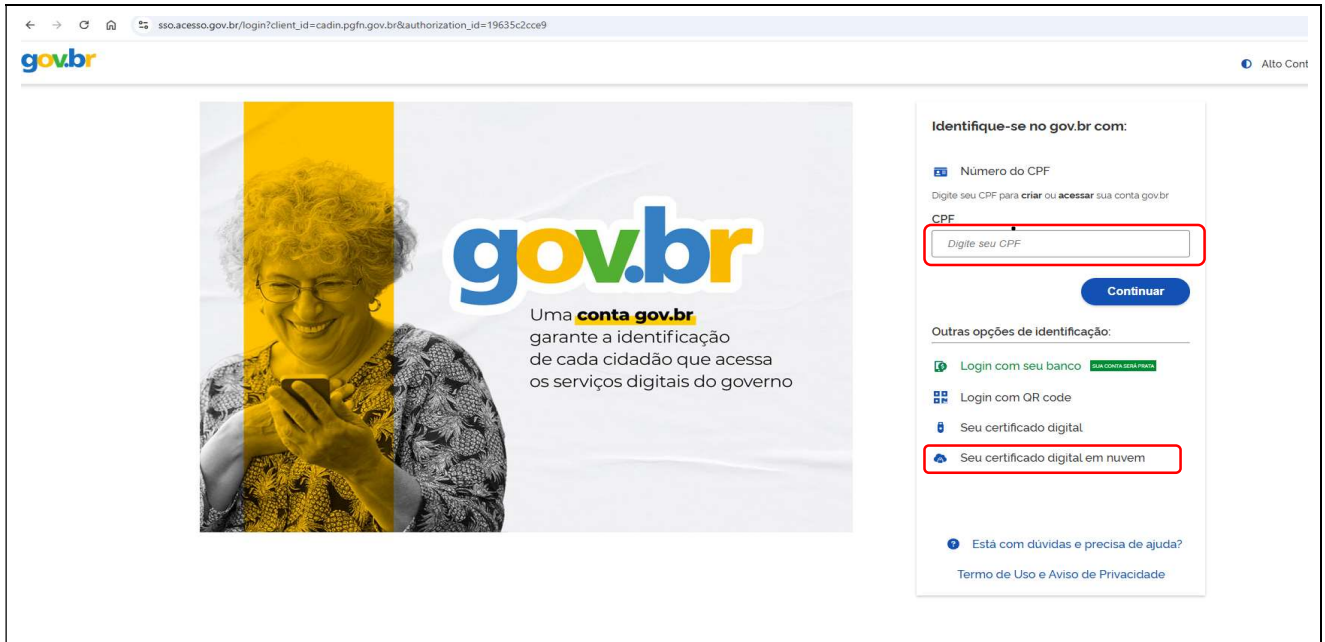 sso.acesso.gov.br/login?client_id=cadin.pgfn.gov.br&authorization_id=19635c2cce9
gov.br
Alto Cont
gov.br
Uma conta gov.br
garante a identificação
de cada cidadão que acessa
os serviços digitais do governo
Identifique-se no gov.br com:
Número do CPF
Digite seu CPF para criar ou acessar sua conta gov.br
CPF
Digite seu CPF
Continuar
Outras opções de identificação:
Login com seu banco SUA CONTA SERÁ PRATA
Login com QR code
Seu certificado digital
Seu certificado digital em nuvem
Está com dúvidas e precisa de ajuda?
Termo de Uso e Aviso de Privacidade